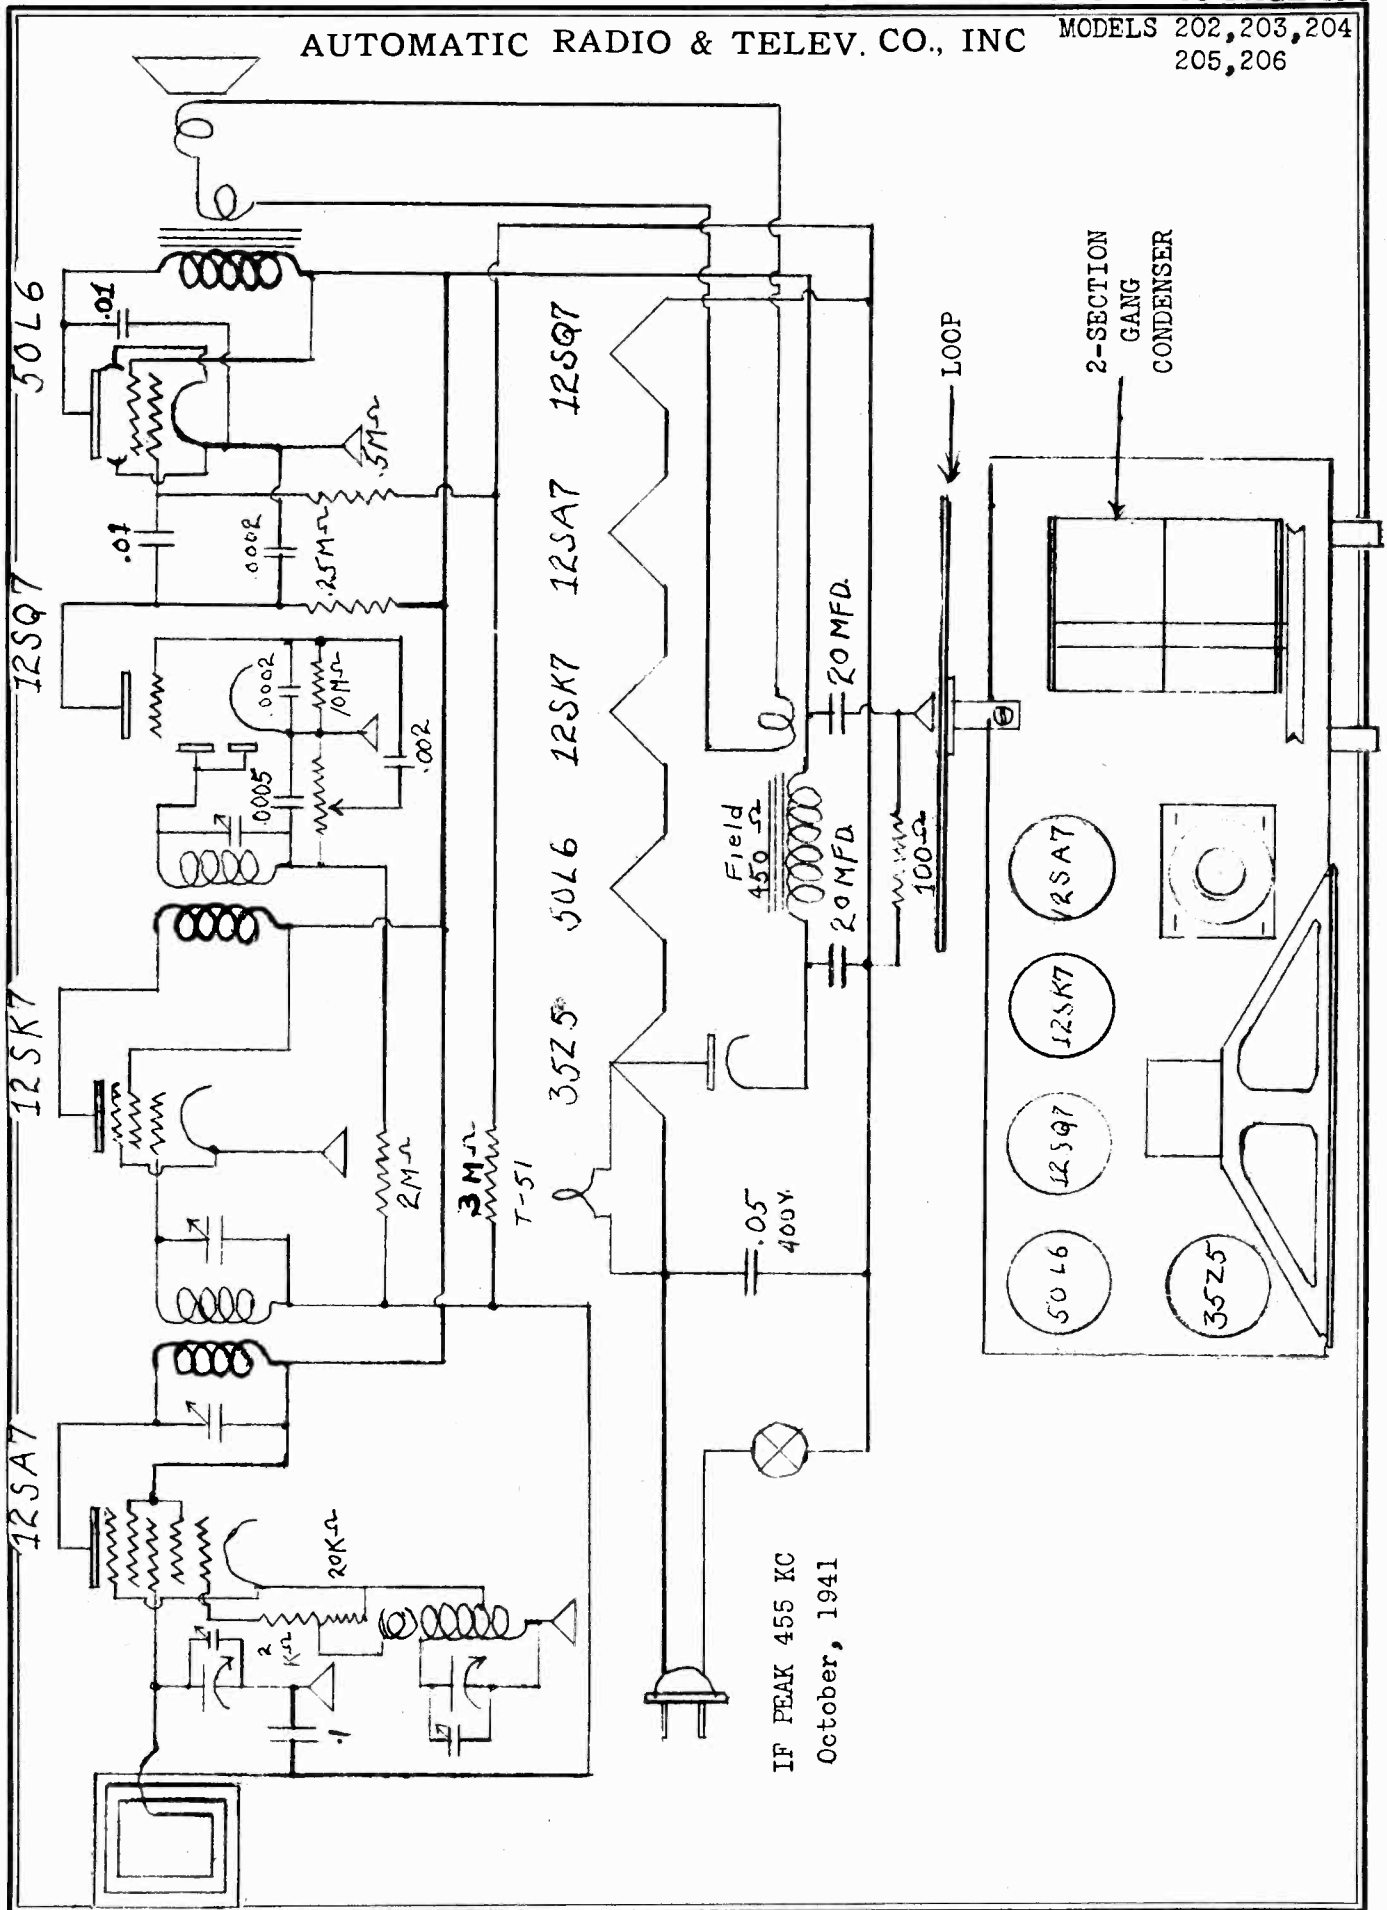 AUTOMATIC RADIO & TELEV. CO., INC
MODELS 202,203,204
205,206
12SA7
12SK7
12SQ7
50L6
.01
.01
.0002
.25MΩ
.5MΩ
.0002
10MΩ
.0005
.002
2MΩ
3MΩ
T-51
20KΩ
2
KΩ
.1
35Z5
50L6
12SK7
12SA7
12SQ7
.05
400V.
Field
450 Ω
20 MFD.
20 MFD.
100Ω
LOOP
2-SECTION
GANG
CONDENSER
50L6
12SQ7
12SK7
12SA7
35Z5
IF PEAK 455 KC
October, 1941